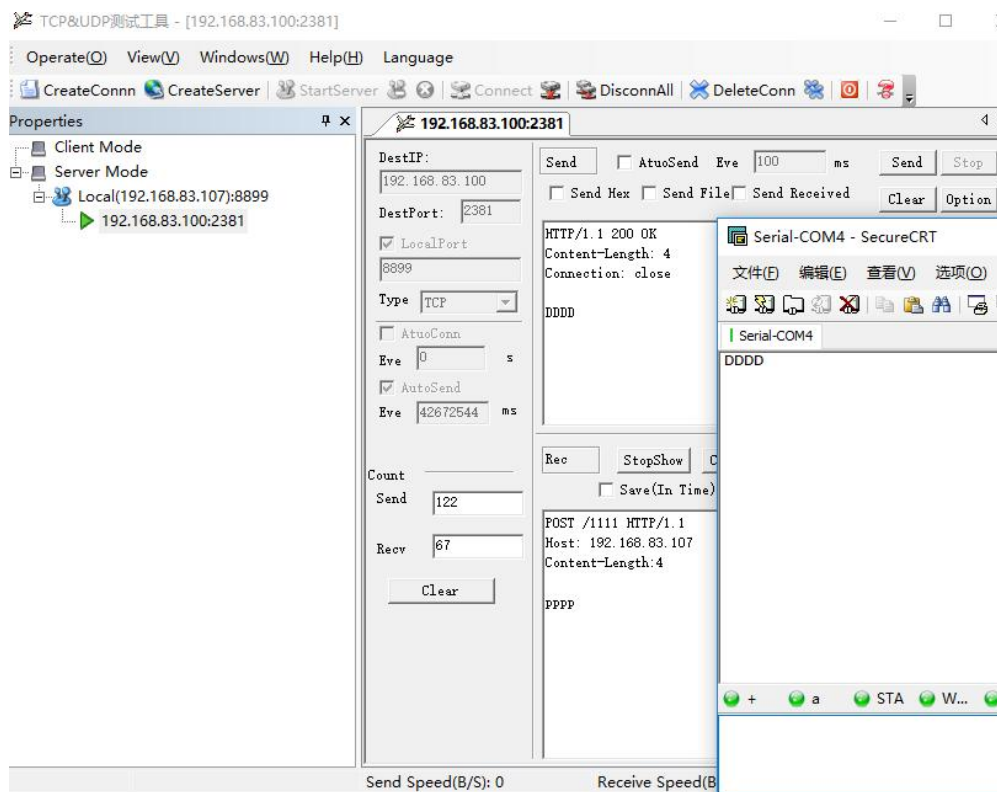 TCP&UDP测试工具 - [192.168.83.100:2381]
Operate(O) View(V) Windows(W) Help(H) Language
CreateConnn CreateServer StartServer Connect DisconnAll DeleteConn
Properties
Client Mode
Server Mode
Local(192.168.83.107):8899
192.168.83.100:2381
192.168.83.100:2381
DestIP:
192.168.83.100
DestPort: 2381
LocalPort
8899
Type TCP
AtuoConn
Eve 0 s
AutoSend
Eve 42672544 ms
Count
Send 122
Recv 67
Clear
Send AtuoSend Eve 100 ms Send Stop
Send Hex Send File Send Received Clear Option
HTTP/1.1 200 OK
Content-Length: 4
Connection: close
DDDD
Rec StopShow C
Save(In Time)
POST /1111 HTTP/1.1
Host: 192.168.83.107
Content-Length:4
PPPP
Serial-COM4 - SecureCRT
文件(F) 编辑(E) 查看(V) 选项(O)
Serial-COM4
DDDD
+ a STA W...
Send Speed(B/S): 0 Receive Speed(B